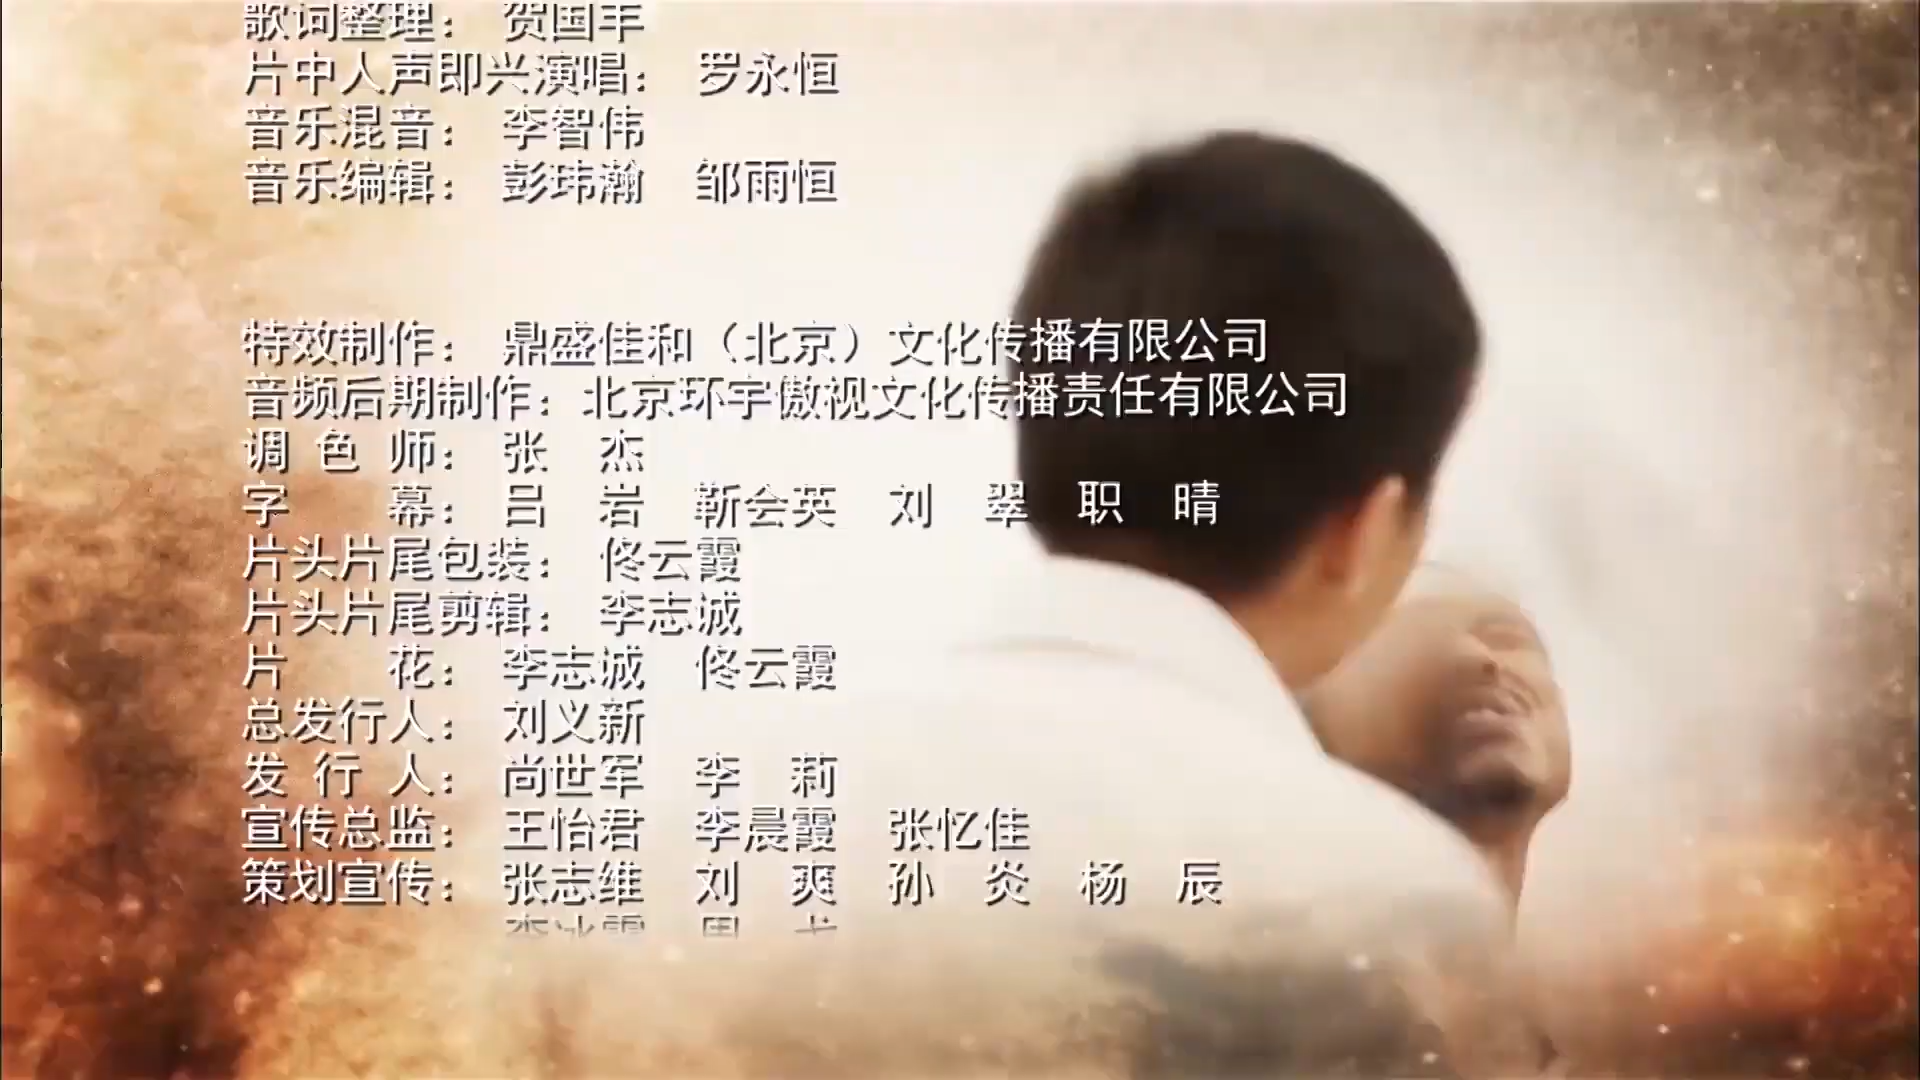 歌词整理： 贺国丰
片中人声即兴演唱： 罗永恒
音乐混音： 李智伟
音乐编辑： 彭玮瀚 邹雨恒
特效制作： 鼎盛佳和（北京）文化传播有限公司
音频后期制作：北京环宇傲视文化传播责任有限公司
调色师： 张杰
字幕： 吕岩 靳会英 刘翠 职晴
片头片尾包装： 佟云霞
片头片尾剪辑： 李志诚
片花： 李志诚 佟云霞
总发行人： 刘义新
发行人： 尚世军 李莉
宣传总监： 王怡君 李晨霞 张忆佳
策划宣传： 张志维 刘爽 孙炎 杨辰